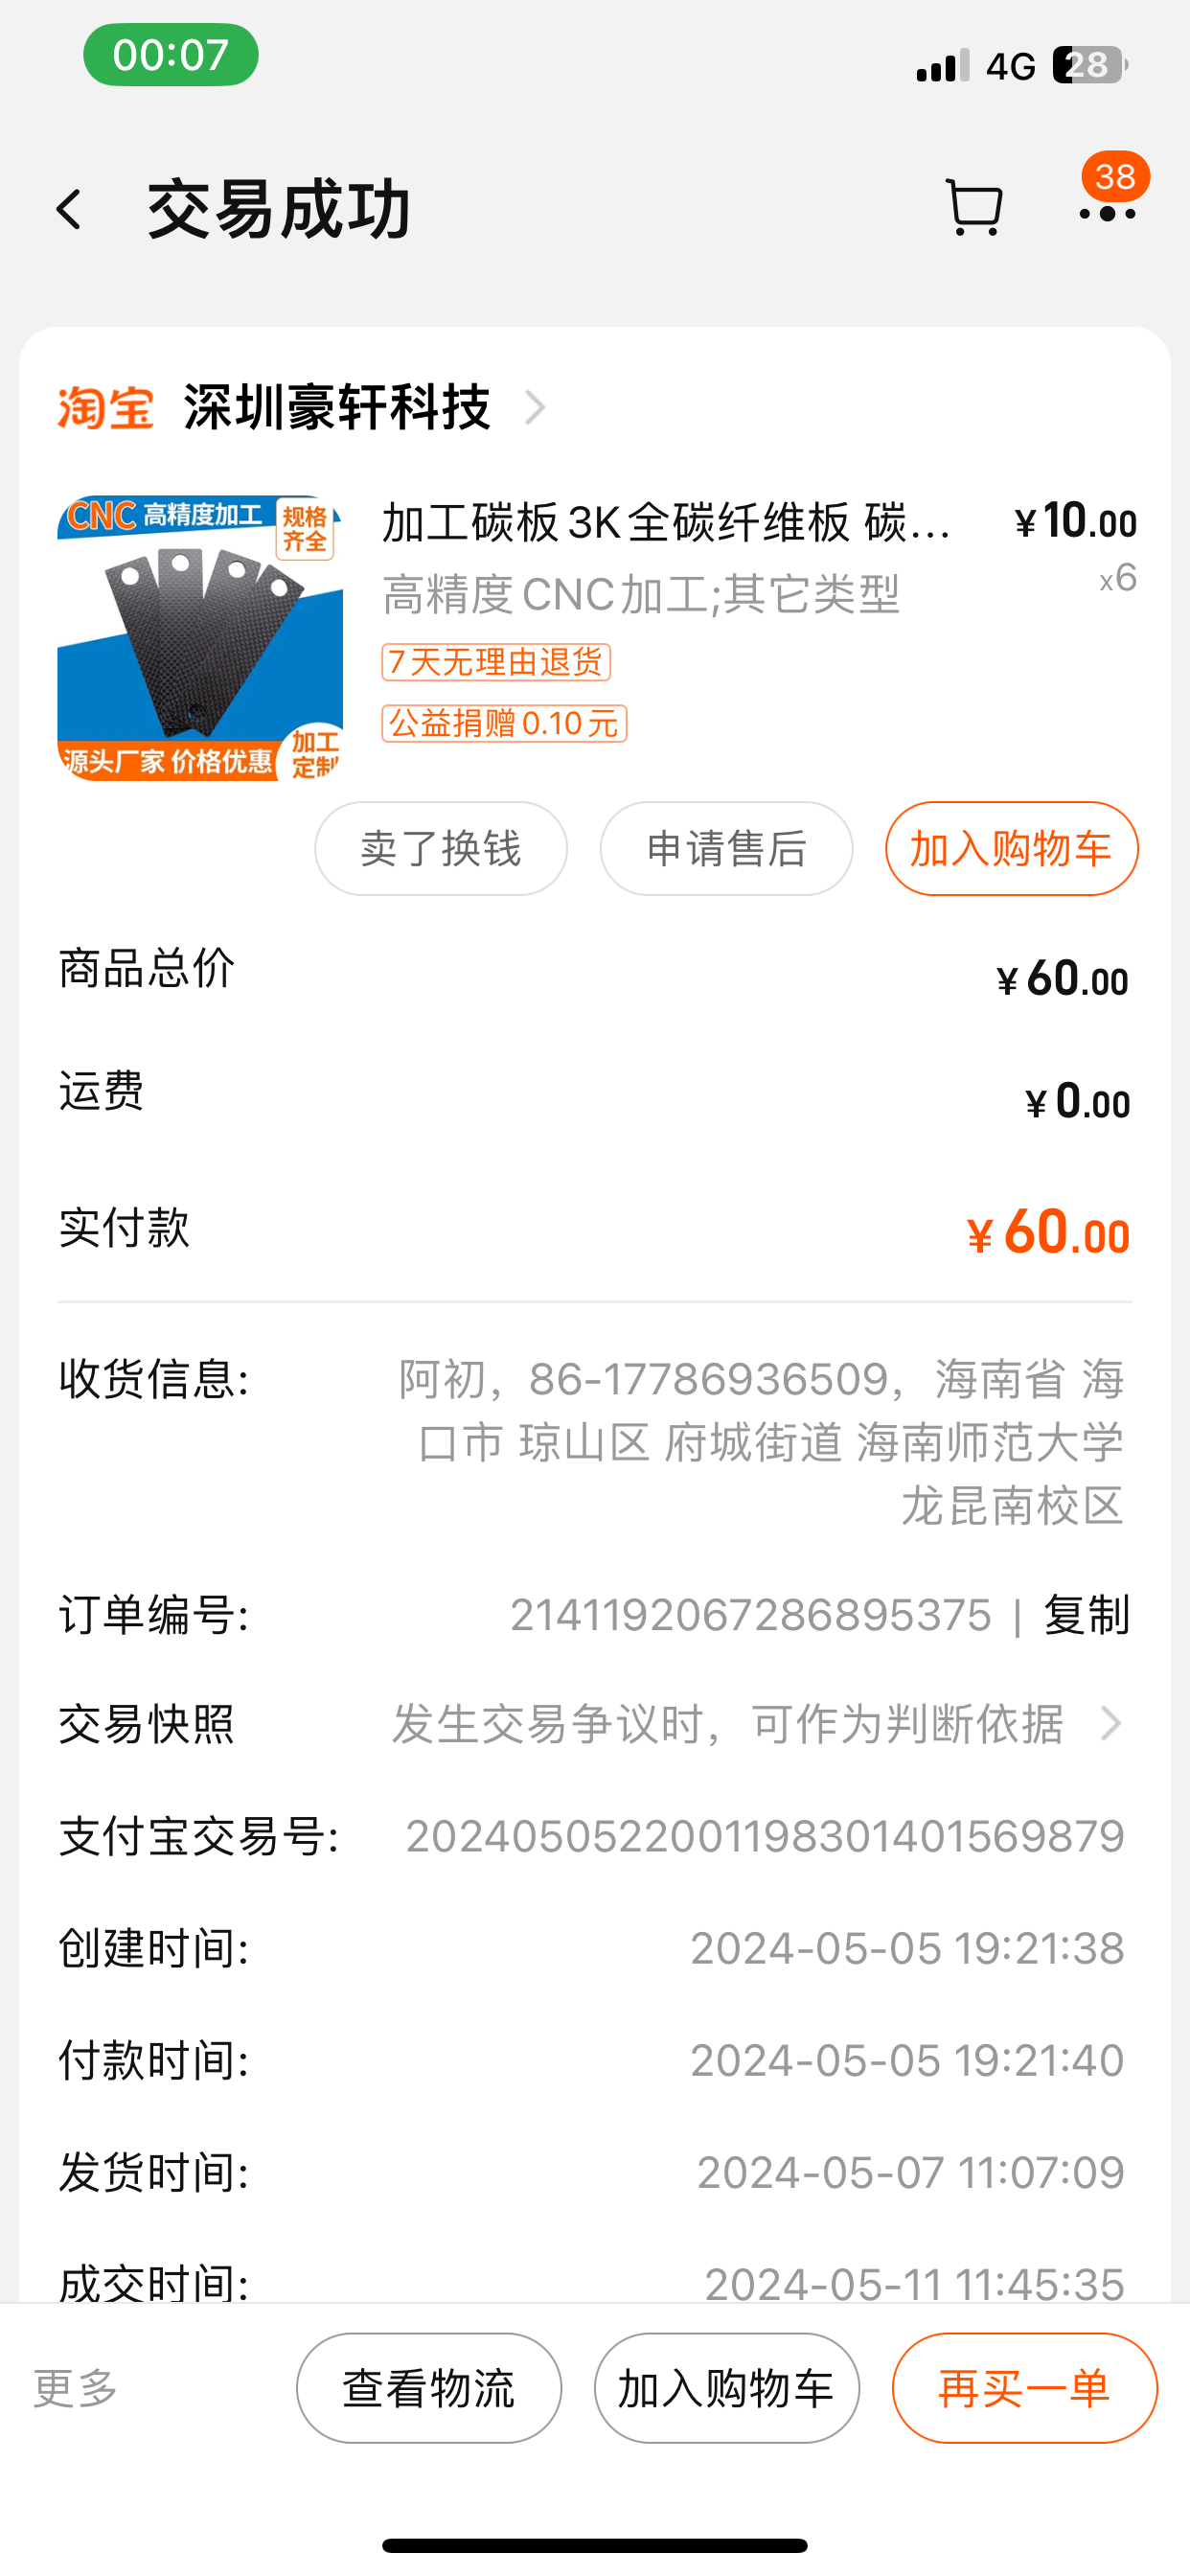 00:07
4G 28
交易成功
38
淘宝 深圳豪轩科技
CNC 高精度加工 规格齐全
源头厂家 价格优惠 加工定制
加工碳板3K全碳纤维板 碳... ¥10.00
高精度CNC加工;其它类型 x6
7天无理由退货
公益捐赠0.10元
卖了换钱 申请售后 加入购物车
商品总价 ¥60.00
运费 ¥0.00
实付款 ¥60.00
收货信息: 阿初，86-17786936509，海南省 海
口市 琼山区 府城街道 海南师范大学
龙昆南校区
订单编号: 2141192067286895375 | 复制
交易快照 发生交易争议时，可作为判断依据
支付宝交易号: 2024050522001198301401569879
创建时间: 2024-05-05 19:21:38
付款时间: 2024-05-05 19:21:40
发货时间: 2024-05-07 11:07:09
成交时间: 2024-05-11 11:45:35
更多 查看物流 加入购物车 再买一单